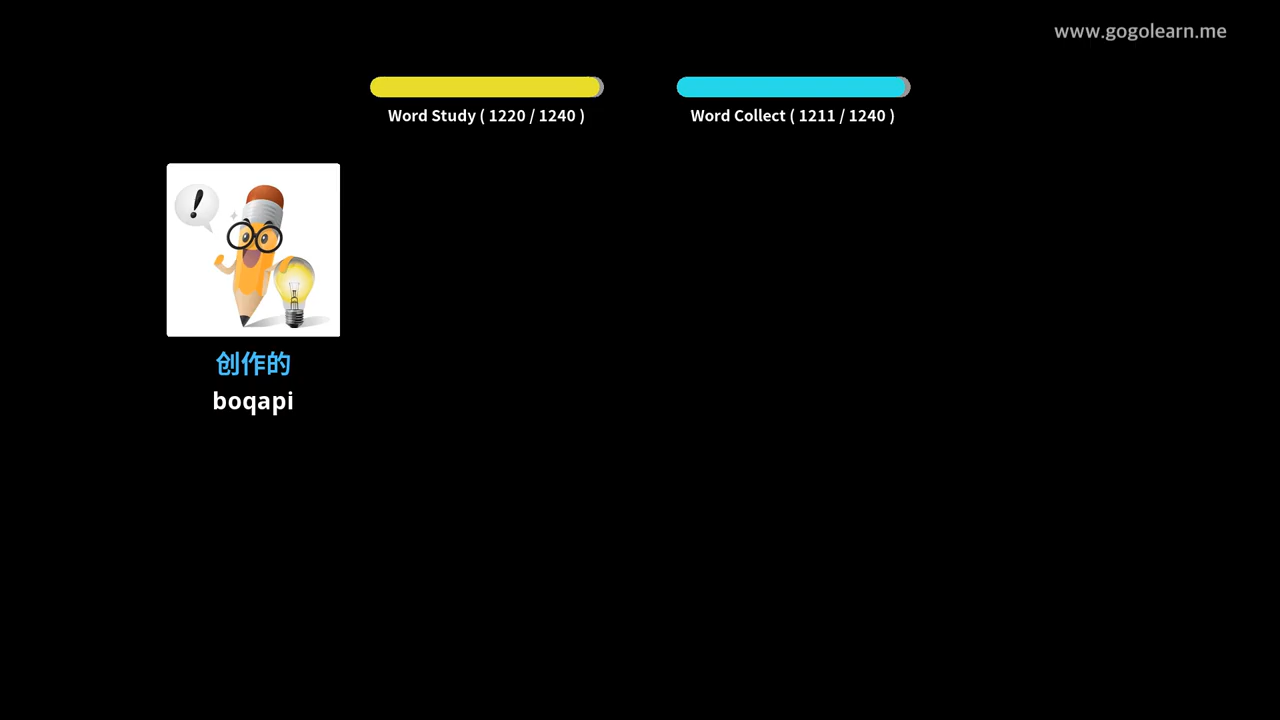 www.gogolearn.me
Word Study ( 1220 / 1240 )
Word Collect ( 1211 / 1240 )
!
创作的
boqapi